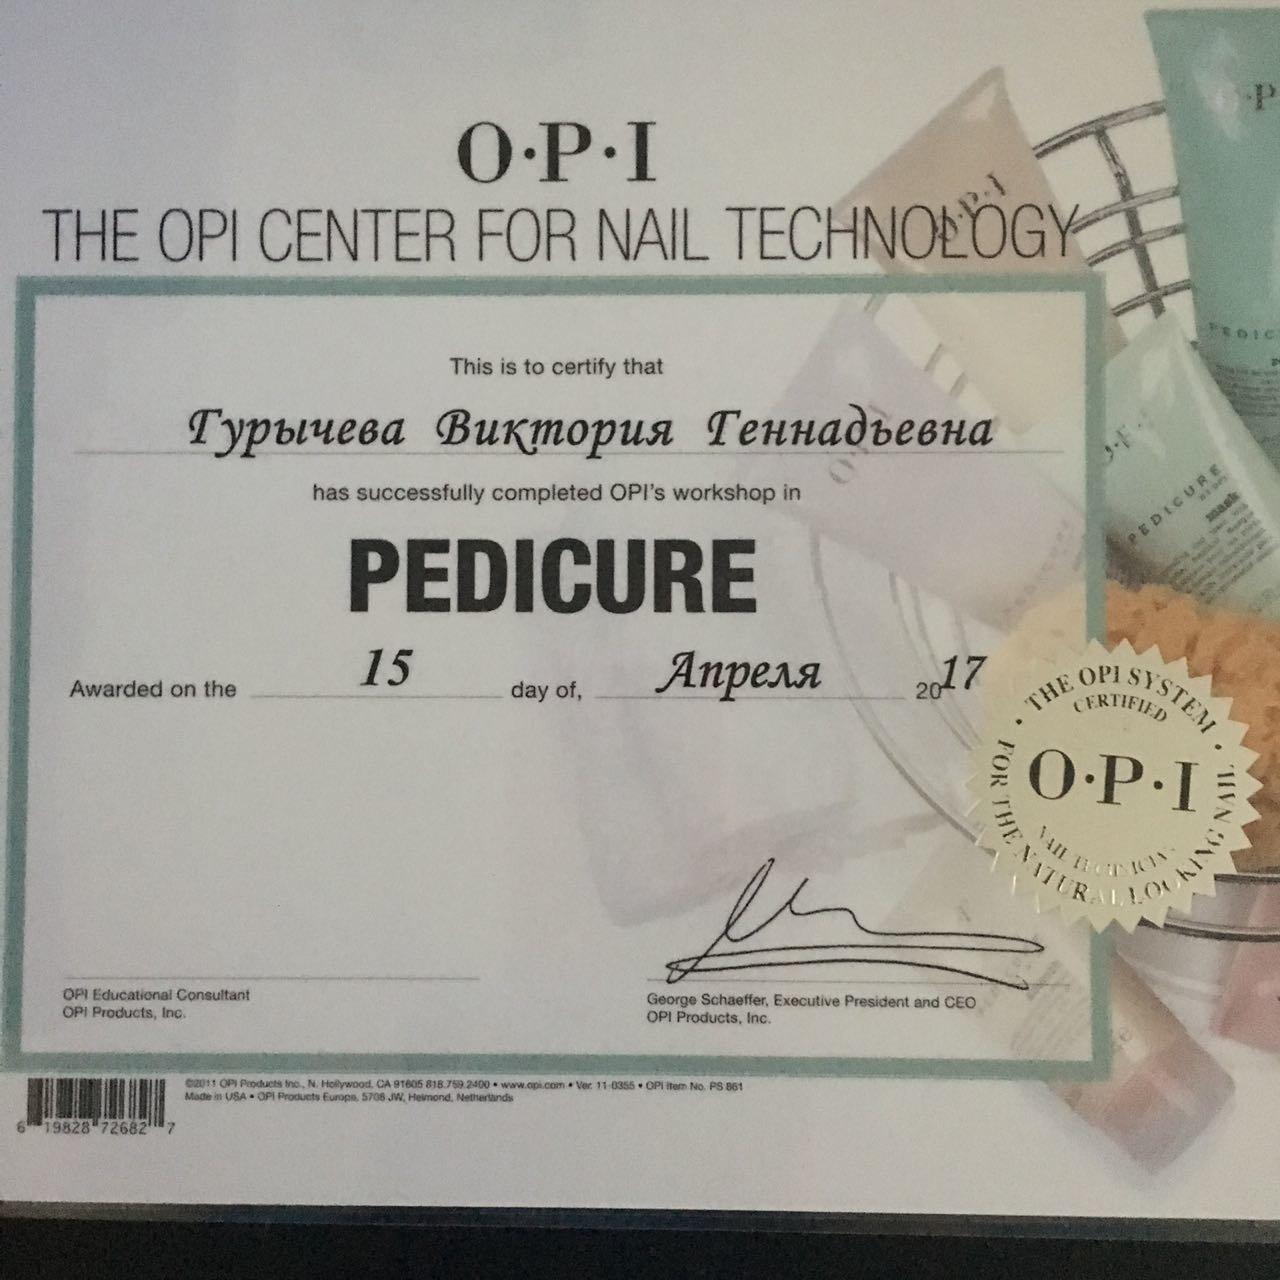 O·P·I
THE OPI CENTER FOR NAIL TECHNOLOGY
This is to certify that
Гурычева Виктория Геннадьевна
has successfully completed OPI's workshop in
PEDICURE
Awarded on the 15 day of, Апреля 2017
THE OPI SYSTEM
CERTIFIED
O·P·I
NAIL TECHNICIAN
FOR THE NATURAL LOOKING NAIL
OPI Educational Consultant
OPI Products, Inc.
George Schaeffer, Executive President and CEO
OPI Products, Inc.
©2011 OPI Products Inc., N. Hollywood, CA 91605 818.759.2400 • www.opi.com • Ver. 11-0355 • OPI Item No. PS 861
Made in USA • OPI Products Europe, 5708 JW, Helmond, Netherlands
6 19828 72682 7
O·P·I
PEDICURE
mask